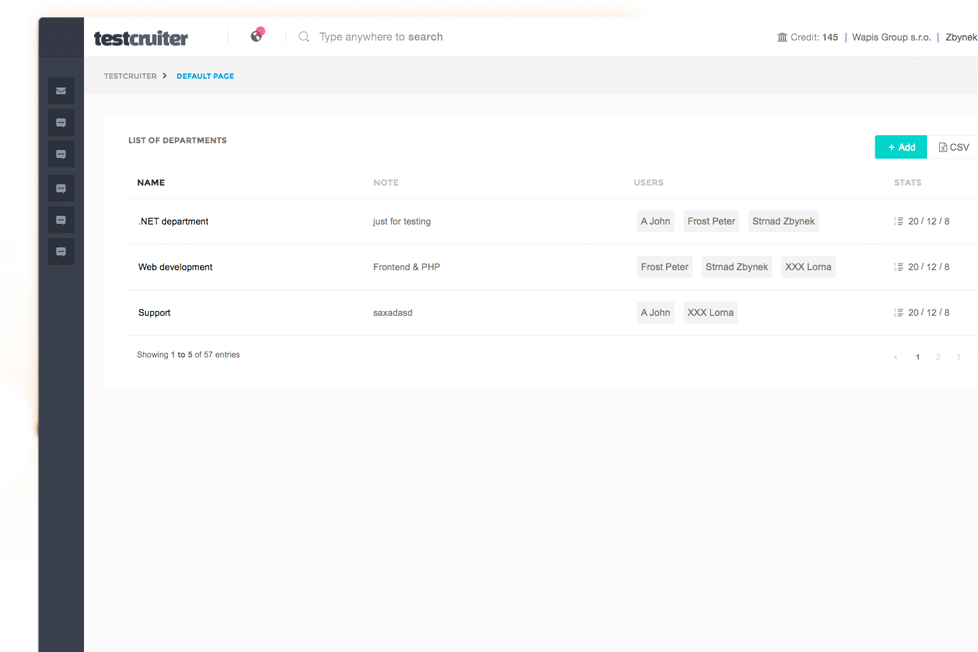 testcruiter Type anywhere to search Credit: 145 | Wapis Group s.r.o. | Zbynek
TESTCRUITER > DEFAULT PAGE
LIST OF DEPARTMENTS
+ Add CSV
NAME NOTE USERS STATS
.NET department just for testing A John Frost Peter Strnad Zbynek 20 / 12 / 8
Web development Frontend & PHP Frost Peter Strnad Zbynek XXX Lorna 20 / 12 / 8
Support saxadasd A John XXX Lorna 20 / 12 / 8
Showing 1 to 5 of 57 entries < 1 2 3